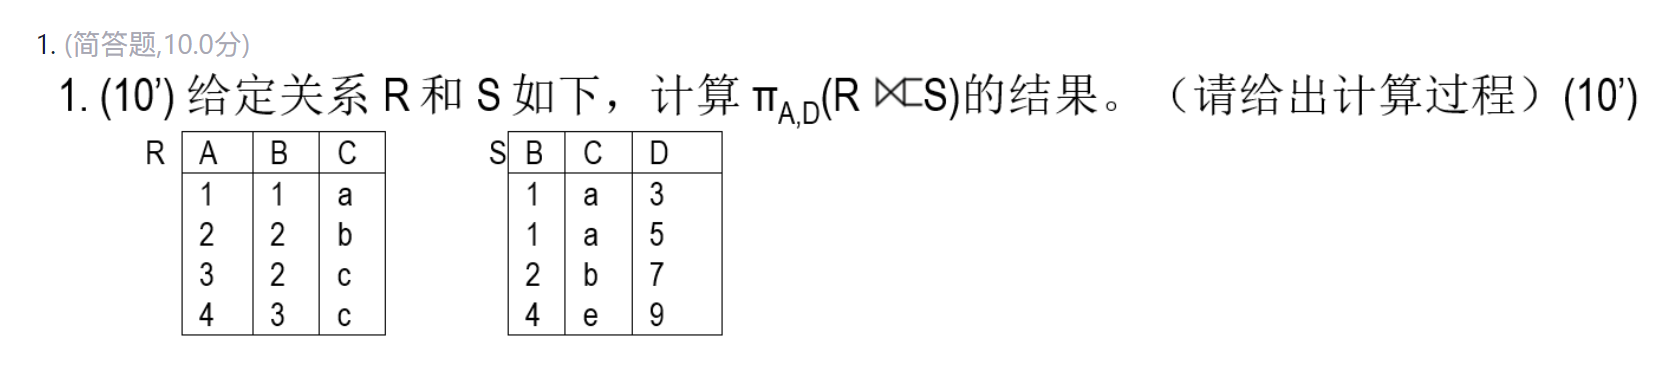 1. (简答题,10.0分)
1. (10') 给定关系 R 和 S 如下，计算 π_A,D(R ⟖ S)的结果。（请给出计算过程）(10')
R A B C S B C D
1 1 a 1 a 3
2 2 b 1 a 5
3 2 c 2 b 7
4 3 c 4 e 9